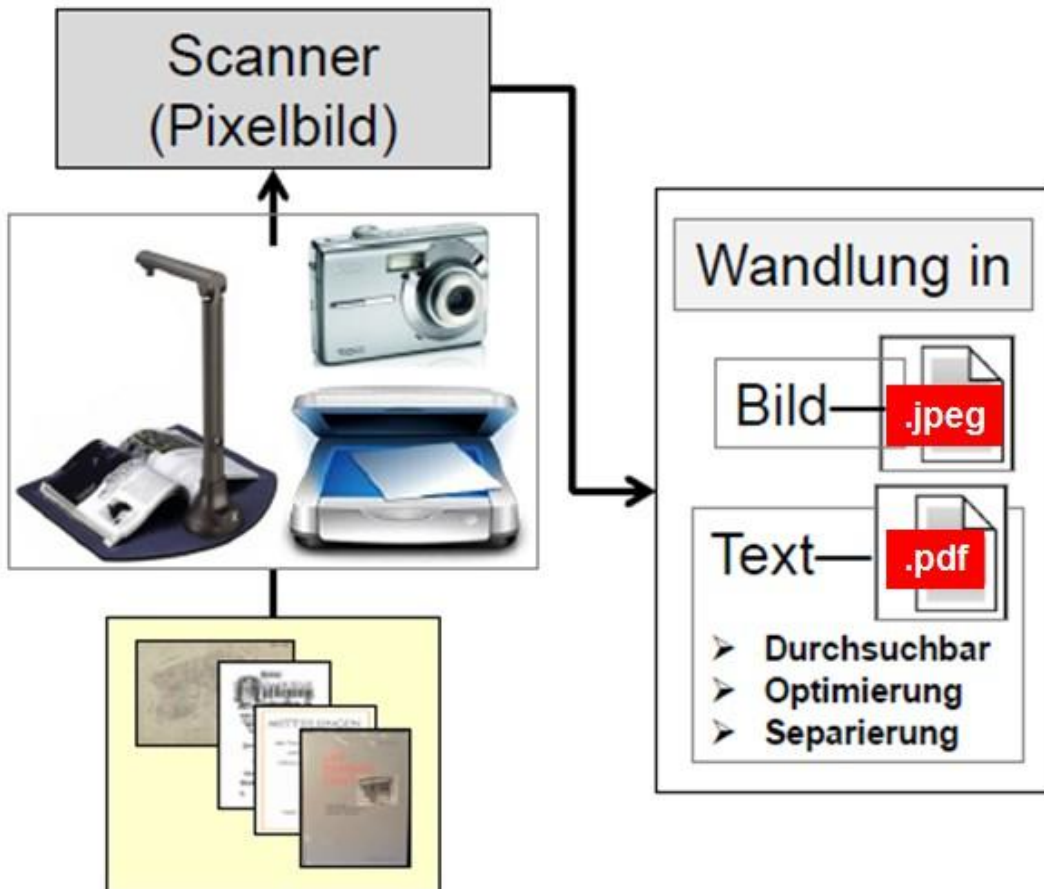 Scanner
(Pixelbild)
Wandlung in
Bild
.jpeg
Text
.pdf
Durchsuchbar
Optimierung
Separierung
MITTEILUNGEN